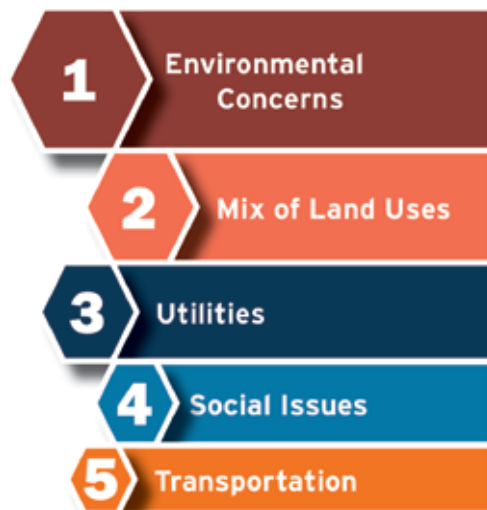 1 Environmental
Concerns
2 Mix of Land Uses
3 Utilities
4 Social Issues
5 Transportation